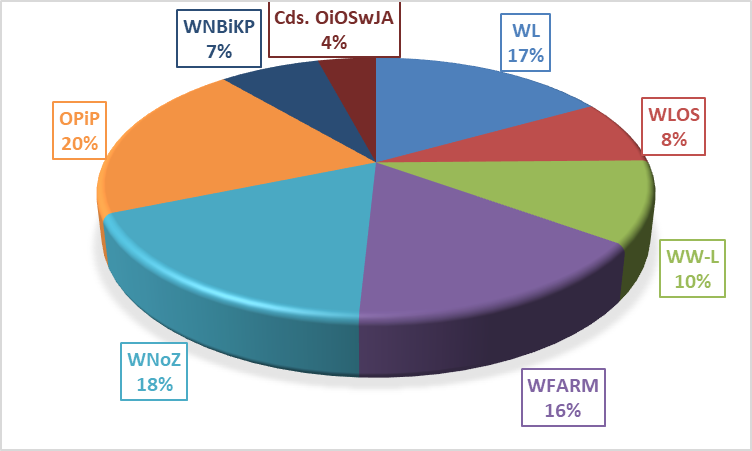 WNBiKP
7%
Cds. OiOSwJA
4%
WL
17%
WLOS
8%
WW-L
10%
WFARM
16%
WNoZ
18%
OPiP
20%